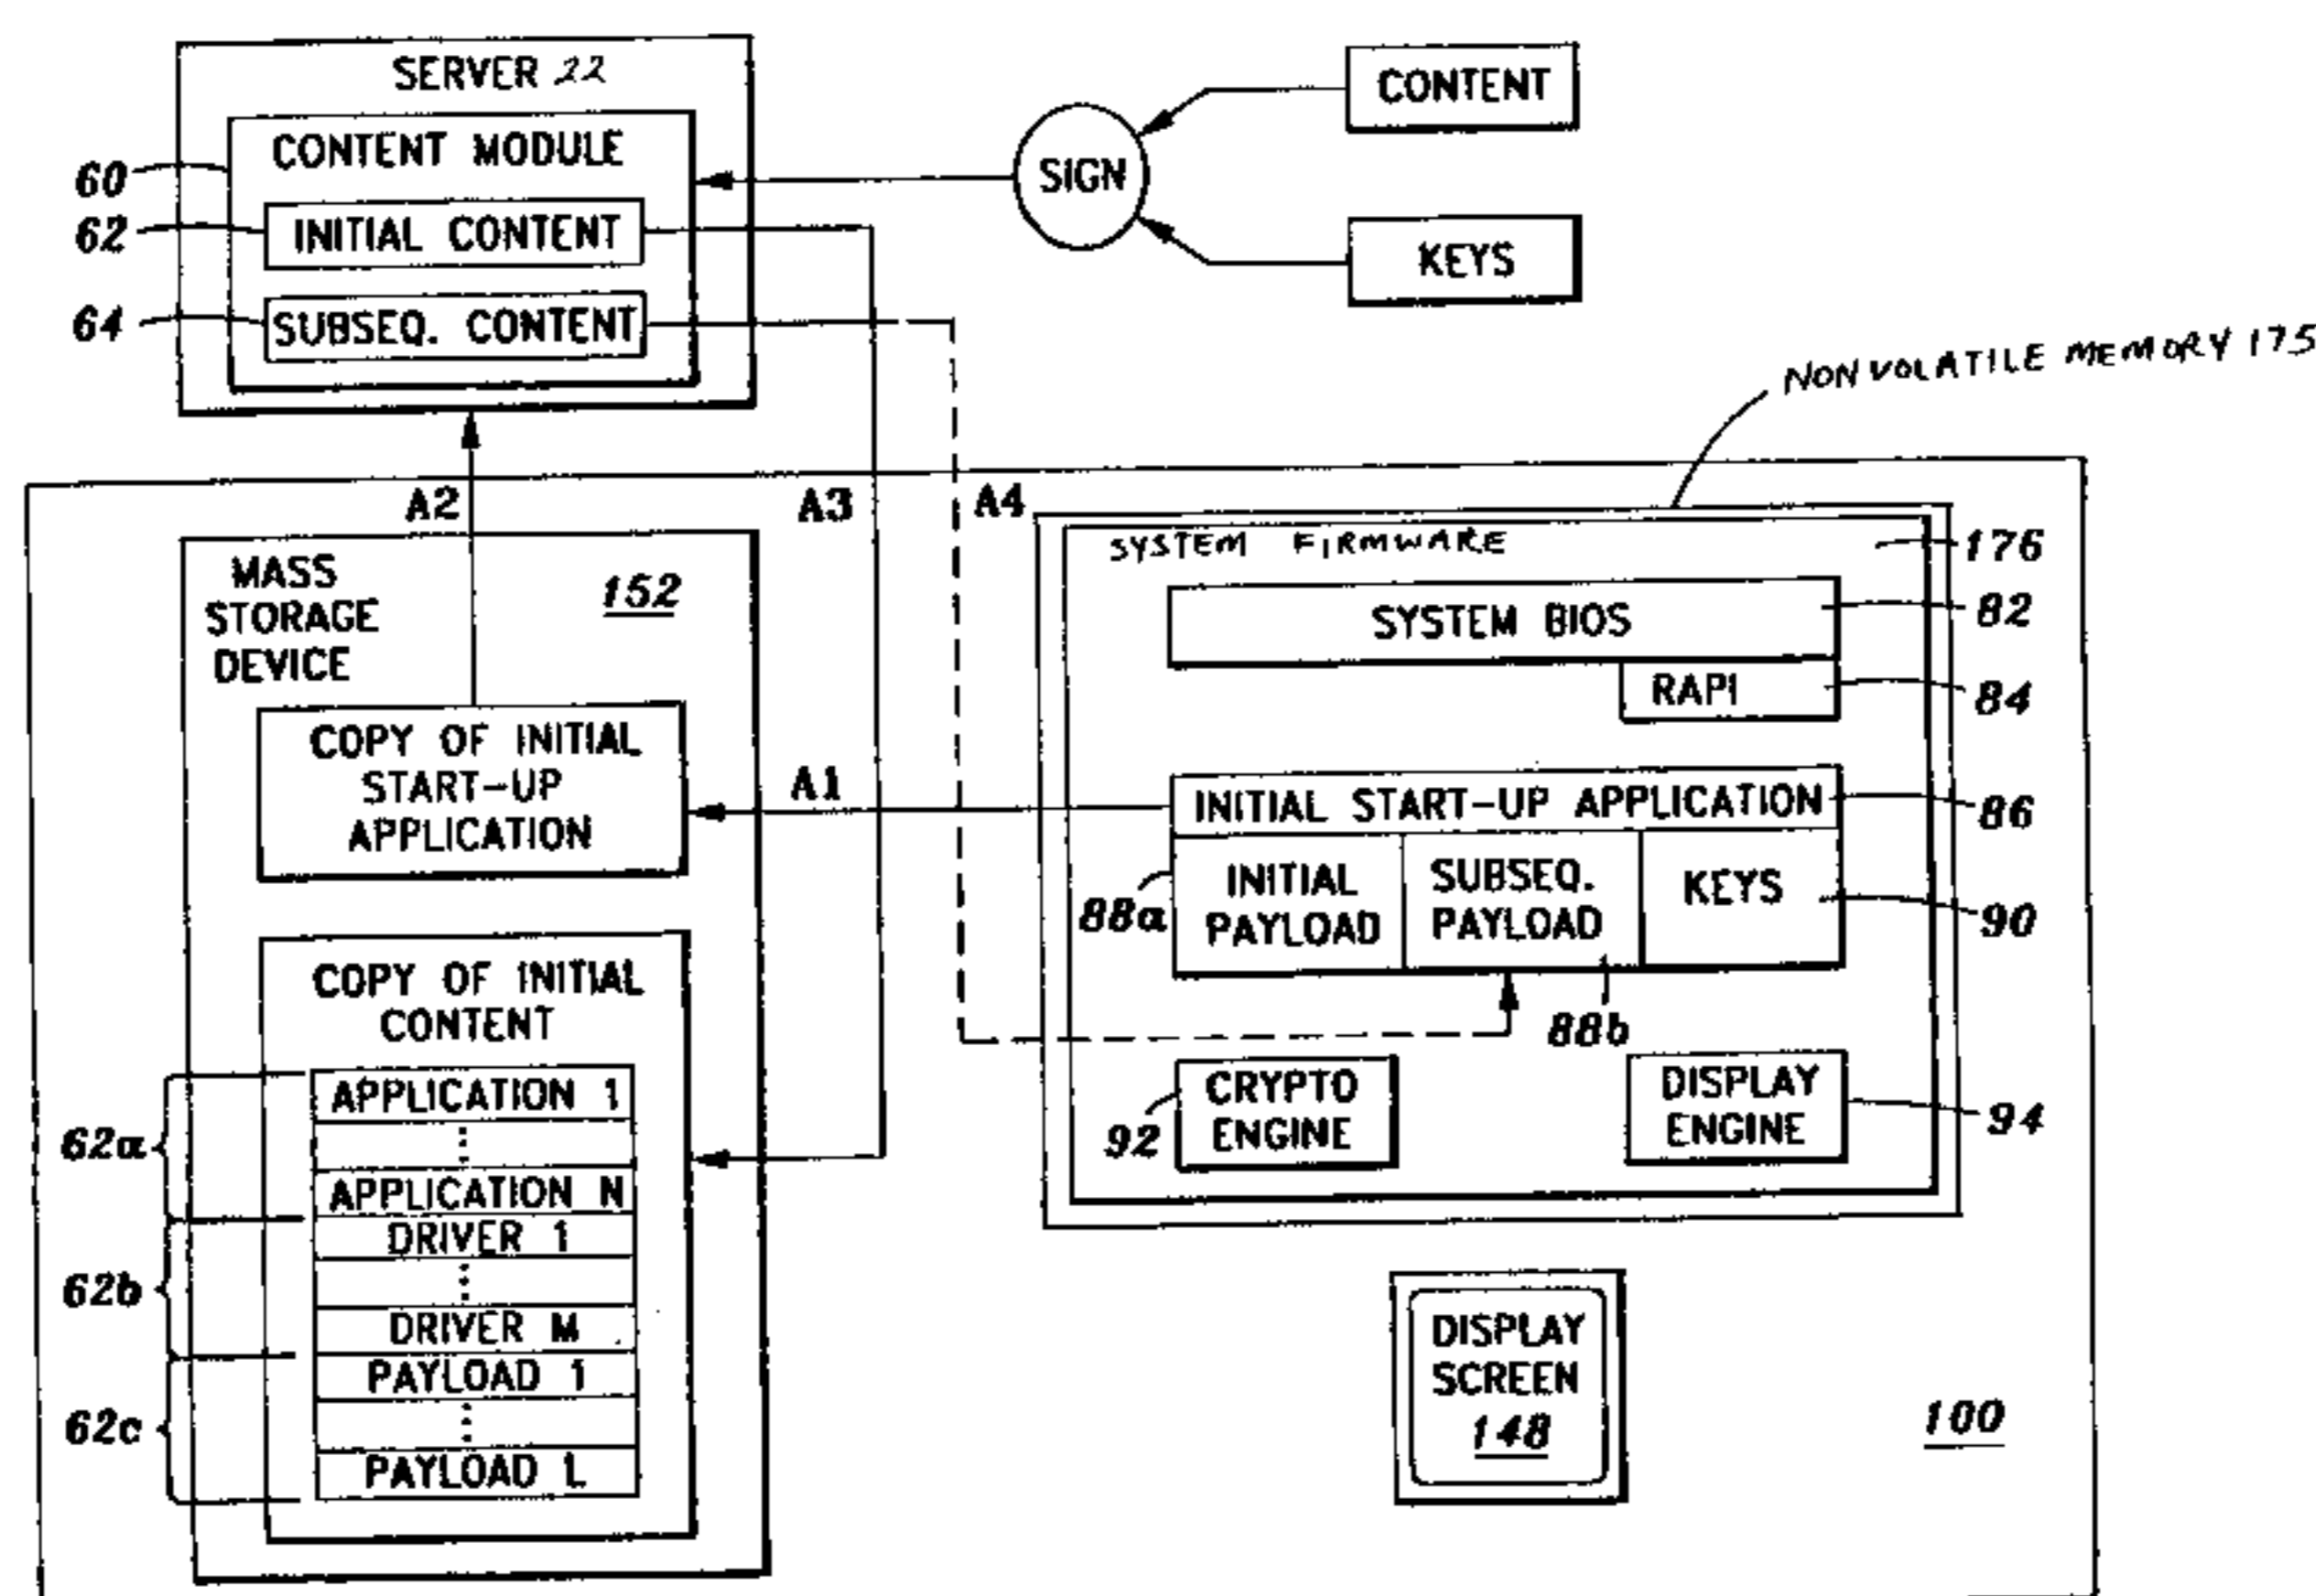 SERVER 22
CONTENT MODULE
60
62
INITIAL CONTENT
64
SUBSEQ. CONTENT
SIGN
CONTENT
KEYS
NON VOLATILE MEMORY 175
A2
A3
A4
MASS
STORAGE
DEVICE
152
COPY OF INITIAL
START-UP
APPLICATION
A1
COPY OF INITIAL
CONTENT
APPLICATION 1
⋮
APPLICATION N
DRIVER 1
⋮
DRIVER M
PAYLOAD 1
⋮
PAYLOAD L
62a
62b
62c
SYSTEM FIRMWARE
176
SYSTEM BIOS
82
RAPI
84
INITIAL START-UP APPLICATION
86
INITIAL
PAYLOAD
88a
SUBSEQ.
PAYLOAD
88b
KEYS
90
CRYPTO
ENGINE
92
DISPLAY
ENGINE
94
DISPLAY
SCREEN
148
100